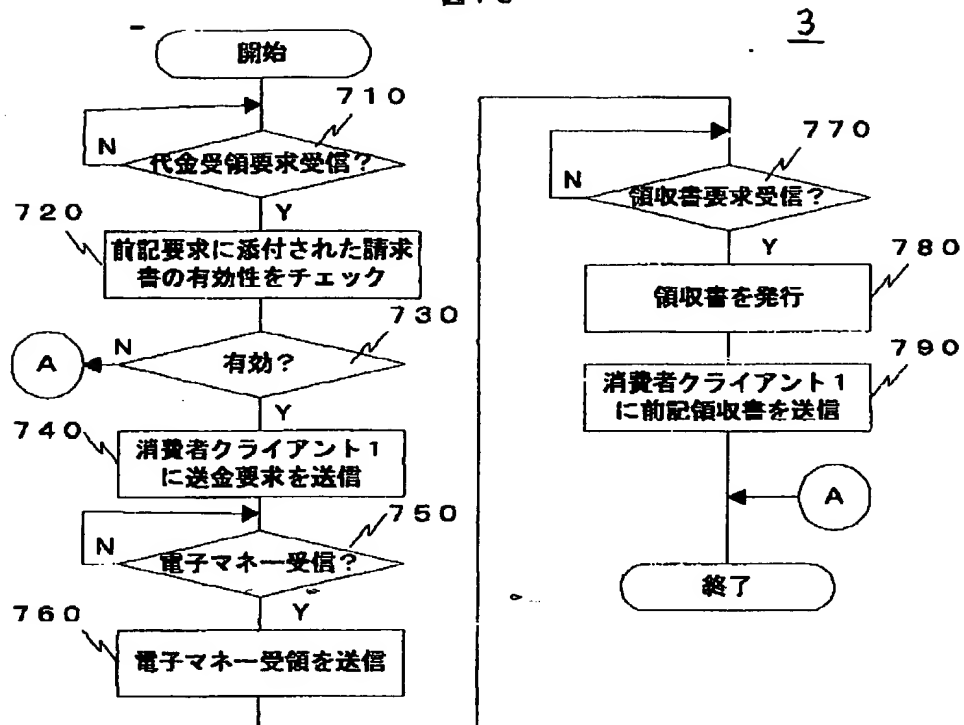 3
開始
710
N
代金受領要求受信?
Y
720
前記要求に添付された請求
書の有効性をチェック
730
N
A
有効?
Y
740
消費者クライアント1
に送金要求を送信
750
N
電子マネー受信?
Y
760
電子マネー受領を送信
770
N
領収書要求受信?
Y
780
領収書を発行
790
消費者クライアント1
に前記領収書を送信
A
終了